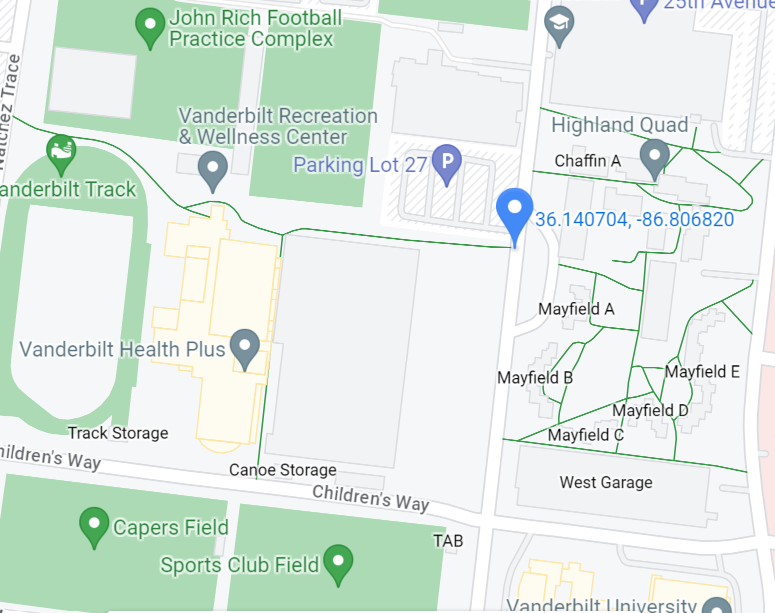 John Rich Football
Practice Complex
25th Avenue
Natchez Trace
Vanderbilt Recreation
& Wellness Center
Highland Quad
Parking Lot 27
P
Chaffin A
anderbilt Track
36.140704, -86.806820
Mayfield A
Vanderbilt Health Plus
Mayfield B
Mayfield E
Mayfield D
Track Storage
Mayfield C
hildren's Way
Canoe Storage
West Garage
Children's Way
Capers Field
TAB
Sports Club Field
Vanderbilt University